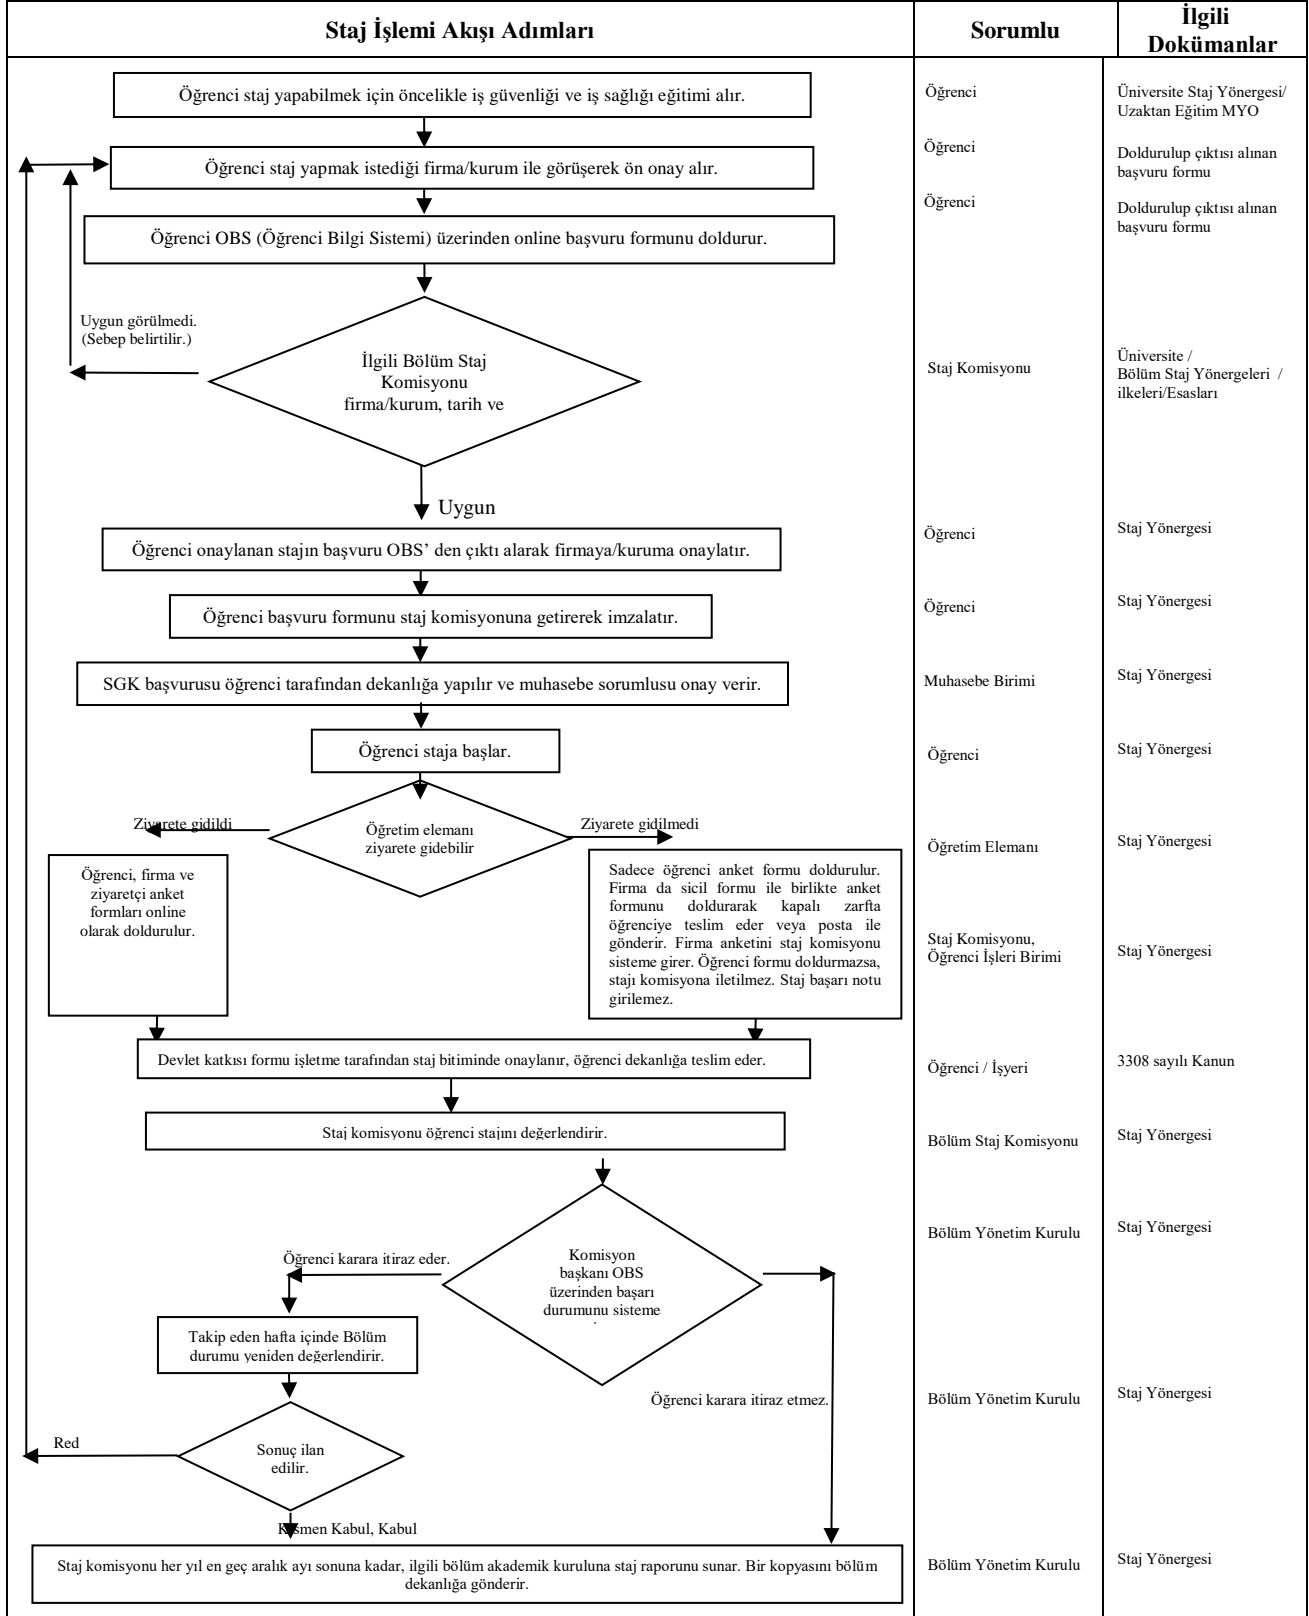 Staj İşlemi Akışı Adımları
Sorumlu
İlgili
Dokümanlar
Öğrenci staj yapabilmek için öncelikle iş güvenliği ve iş sağlığı eğitimi alır.
Öğrenci
Üniversite Staj Yönergesi/
Uzaktan Eğitim MYO
Öğrenci staj yapmak istediği firma/kurum ile görüşerek ön onay alır.
Öğrenci
Doldurulup çıktısı alınan
başvuru formu
Öğrenci OBS (Öğrenci Bilgi Sistemi) üzerinden online başvuru formunu doldurur.
Öğrenci
Doldurulup çıktısı alınan
başvuru formu
Uygun görülmedi.
(Sebep belirtilir.)
İlgili Bölüm Staj
Komisyonu
firma/kurum, tarih ve
Staj Komisyonu
Üniversite /
Bölüm Staj Yönergeleri /
ilkeleri/Esasları
Uygun
Öğrenci onaylanan stajın başvuru OBS’ den çıktı alarak firmaya/kuruma onaylatır.
Öğrenci
Staj Yönergesi
Öğrenci başvuru formunu staj komisyonuna getirerek imzalatır.
Öğrenci
Staj Yönergesi
SGK başvurusu öğrenci tarafından dekanlığa yapılır ve muhasebe sorumlusu onay verir.
Muhasebe Birimi
Staj Yönergesi
Öğrenci staja başlar.
Öğrenci
Staj Yönergesi
Ziyarete gidildi
Öğretim elemanı
ziyarete gidebilir
Ziyarete gidilmedi
Öğretim Elemanı
Staj Yönergesi
Öğrenci, firma ve
ziyaretçi anket
formları online
olarak doldurulur.
Sadece öğrenci anket formu doldurulur.
Firma da sicil formu ile birlikte anket
formunu doldurarak kapalı zarfta
öğrenciye teslim eder veya posta ile
gönderir. Firma anketini staj komisyonu
sisteme girer. Öğrenci formu doldurmazsa,
stajı komisyona iletilmez. Staj başarı notu
girilemez.
Staj Komisyonu,
Öğrenci İşleri Birimi
Staj Yönergesi
Devlet katkısı formu işletme tarafından staj bitiminde onaylanır, öğrenci dekanlığa teslim eder.
Öğrenci / İşyeri
3308 sayılı Kanun
Staj komisyonu öğrenci stajını değerlendirir.
Bölüm Staj Komisyonu
Staj Yönergesi
Öğrenci karara itiraz eder.
Komisyon
başkanı OBS
üzerinden başarı
durumunu sisteme
Bölüm Yönetim Kurulu
Staj Yönergesi
Takip eden hafta içinde Bölüm
durumu yeniden değerlendirir.
Öğrenci karara itiraz etmez.
Bölüm Yönetim Kurulu
Staj Yönergesi
Red
Sonuç ilan
edilir.
Kısmen Kabul, Kabul
Staj komisyonu her yıl en geç aralık ayı sonuna kadar, ilgili bölüm akademik kuruluna staj raporunu sunar. Bir kopyasını bölüm
dekanlığa gönderir.
Bölüm Yönetim Kurulu
Staj Yönergesi